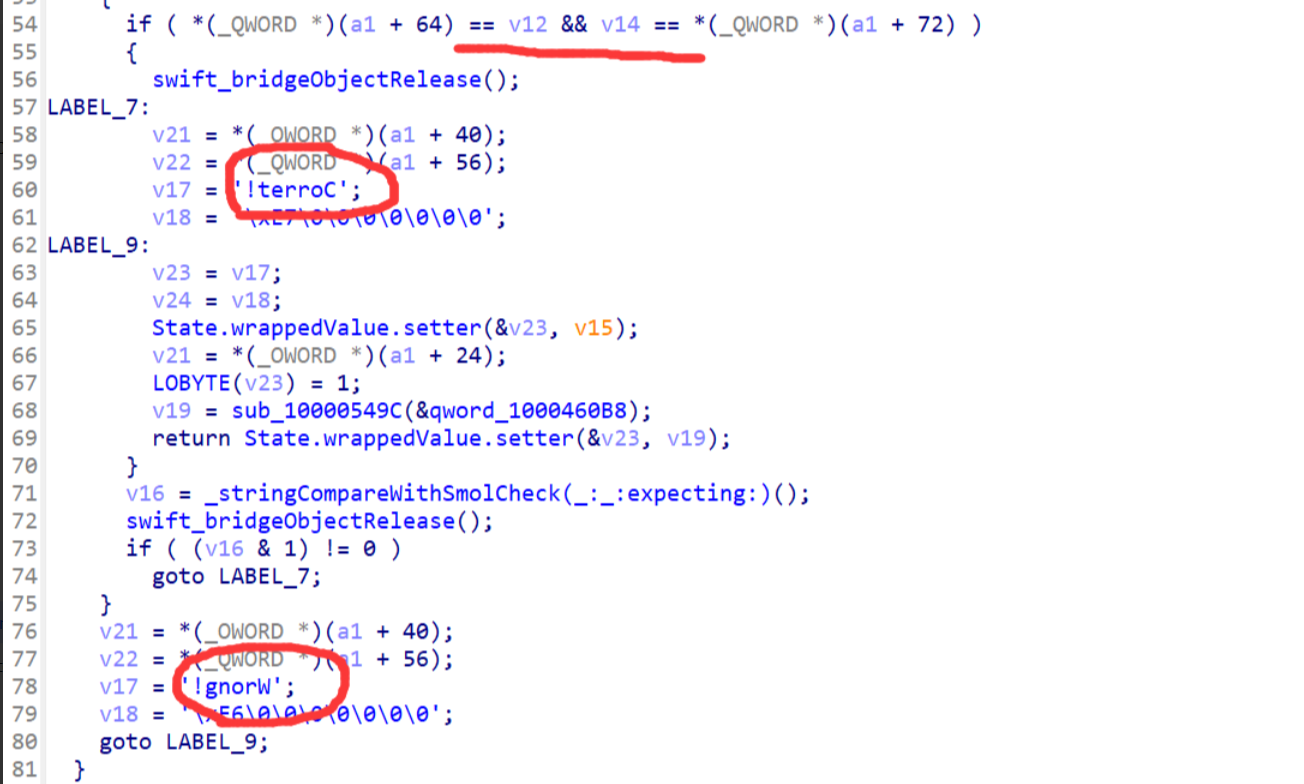 54 if ( *(_QWORD *)(a1 + 64) == v12 && v14 == *(_QWORD *)(a1 + 72) )
55 {
56 swift_bridgeObjectRelease();
57 LABEL_7:
58 v21 = *(_OWORD *)(a1 + 40);
59 v22 = (_QWORD )(a1 + 56);
60 v17 = '!terroC';
61 v18 = '\xE7\0\0\0\0\0\0\0';
62 LABEL_9:
63 v23 = v17;
64 v24 = v18;
65 State.wrappedValue.setter(&v23, v15);
66 v21 = *(_OWORD *)(a1 + 24);
67 LOBYTE(v23) = 1;
68 v19 = sub_10000549C(&qword_1000460B8);
69 return State.wrappedValue.setter(&v23, v19);
70 }
71 v16 = _stringCompareWithSmolCheck(_:_:expecting:)();
72 swift_bridgeObjectRelease();
73 if ( (v16 & 1) != 0 )
74 goto LABEL_7;
75 }
76 v21 = *(_OWORD *)(a1 + 40);
77 v22 = *(_QWORD *)(a1 + 56);
78 v17 = '!gnorW';
79 v18 = '\xE6\0\0\0\0\0\0\0';
80 goto LABEL_9;
81 }